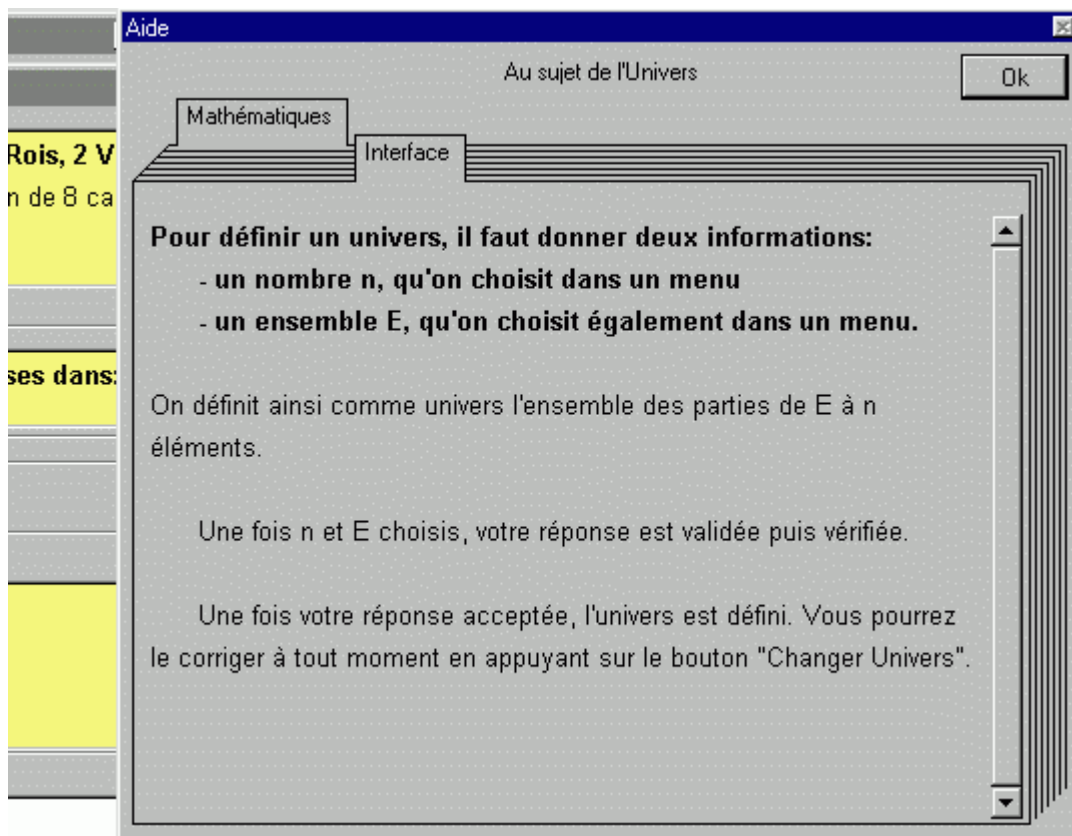 Aide
Au sujet de l'Univers
Ok
Mathématiques
Interface
Rois, 2 V
n de 8 ca
ses dans:
Pour définir un univers, il faut donner deux informations:
- un nombre n, qu'on choisit dans un menu
- un ensemble E, qu'on choisit également dans un menu.
On définit ainsi comme univers l'ensemble des parties de E à n
éléments.
Une fois n et E choisis, votre réponse est validée puis vérifiée.
Une fois votre réponse acceptée, l'univers est défini. Vous pourrez
le corriger à tout moment en appuyant sur le bouton "Changer Univers".